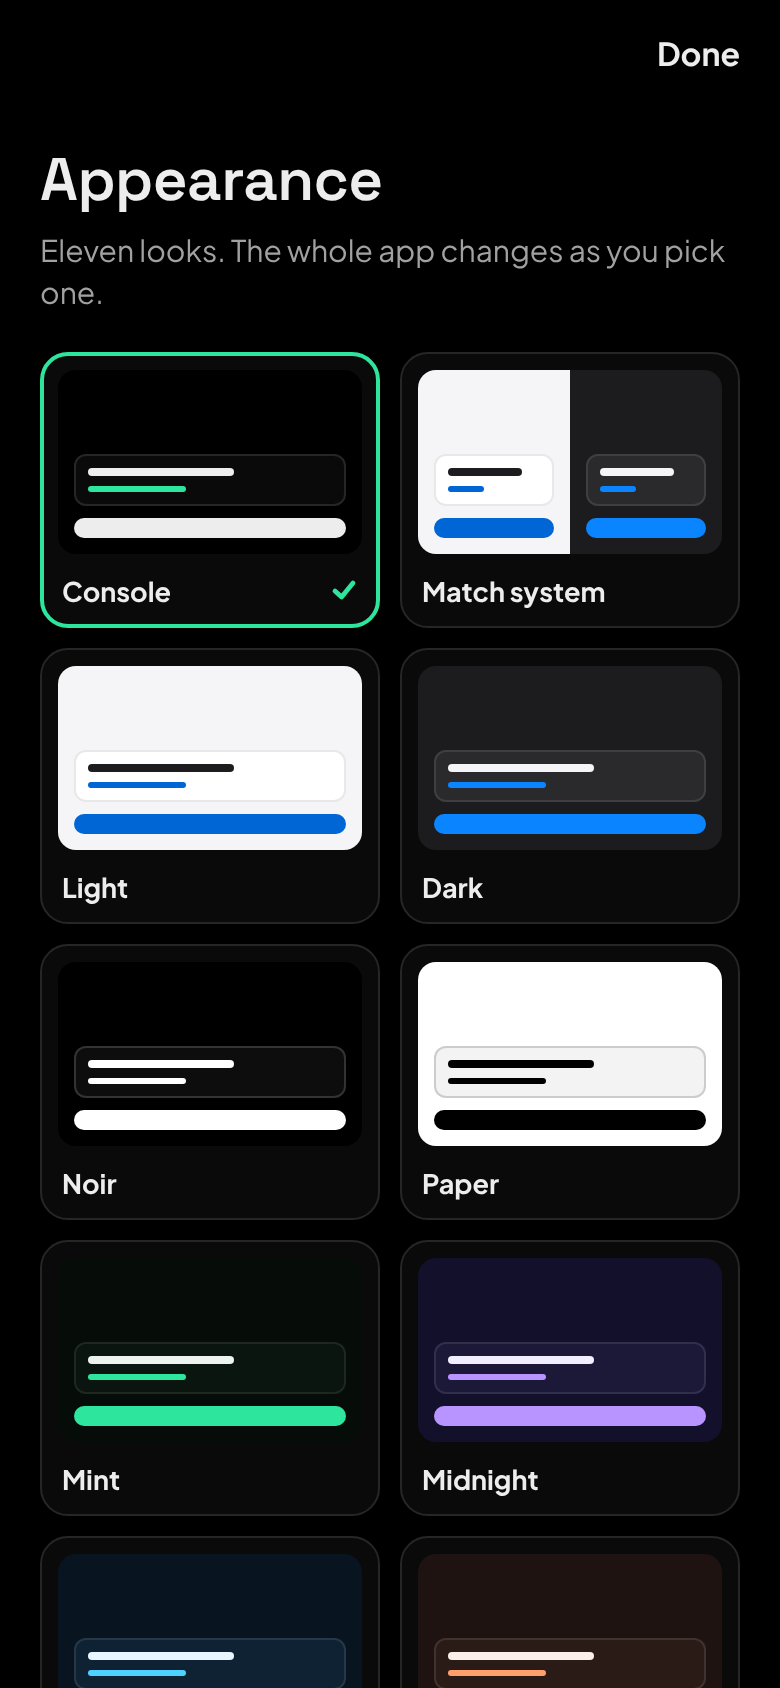 Done
Appearance
Eleven looks. The whole app changes as you pick
one.
Console
Match system
Light
Dark
Noir
Paper
Mint
Midnight